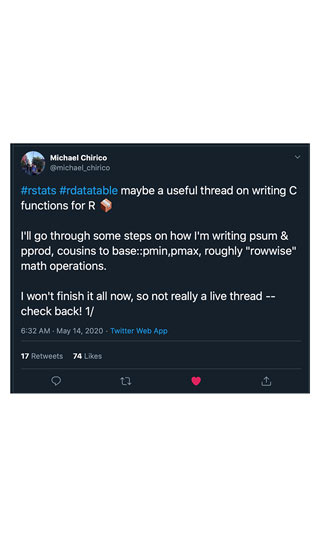 Michael Chirico
@michael_chirico
#rstats #rdatatable maybe a useful thread on writing C
functions for R
I'll go through some steps on how I'm writing psum &
pprod, cousins to base::pmin,pmax, roughly "rowwise"
math operations.
I won't finish it all now, so not really a live thread --
check back! 1/
6:32 AM · May 14, 2020 · Twitter Web App
17 Retweets 74 Likes